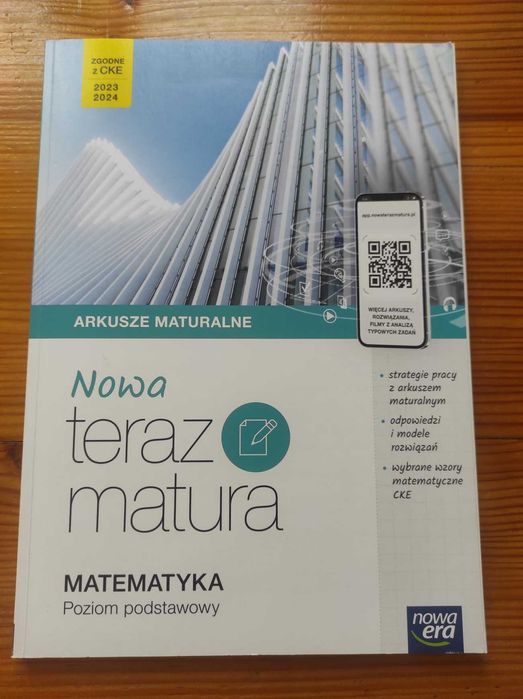 ZGODNE
z CKE
2023
2024
app.nowaterazmatura.pl
WIĘCEJ ARKUSZY,
ROZWIĄZANIA,
FILMY Z ANALIZĄ
TYPOWYCH ZADAŃ
ARKUSZE MATURALNE
Nowa
teraz
matura
• strategie pracy
z arkuszem
maturalnym
• odpowiedzi
i modele
rozwiązań
• wybrane wzory
matematyczne
CKE
MATEMATYKA
Poziom podstawowy
nowa
era